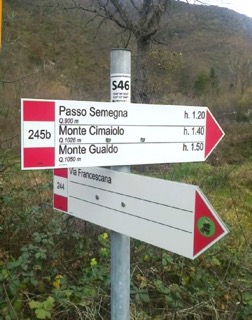 S46
Passo Semegna h. 1.20
Q.900 m
245b Monte Cimaiolo h. 1.40
Q.1026 m
Monte Gualdo h. 1.50
Q.1050 m
244 Via Francescana